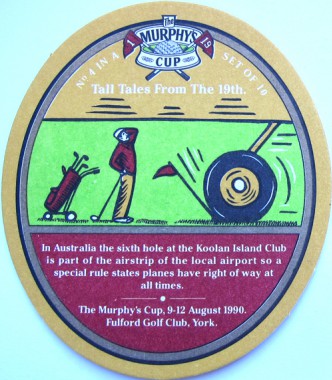 The
MURPHY'S
CUP
1
19
No. 4 IN A SET OF 10
Tall Tales From The 19th.
In Australia the sixth hole at the Koolan Island Club
is part of the airstrip of the local airport so a
special rule states planes have right of way at
all times.
The Murphy's Cup, 9-12 August 1990.
Fulford Golf Club, York.